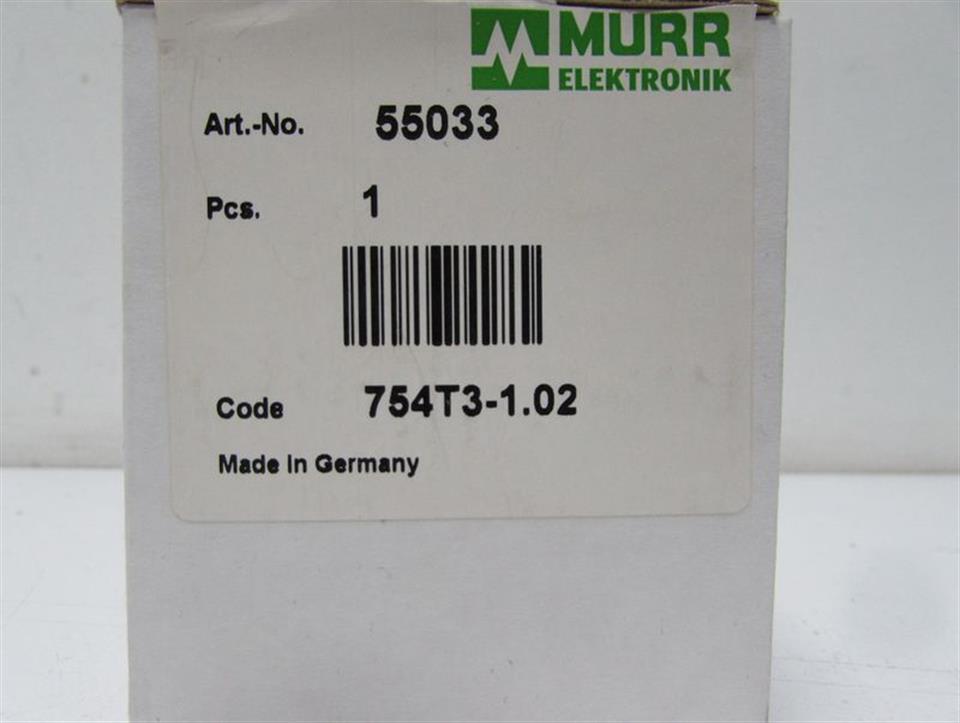 MURR
ELEKTRONIK
Art.-No. 55033
Pcs. 1
Code 754T3-1.02
Made in Germany